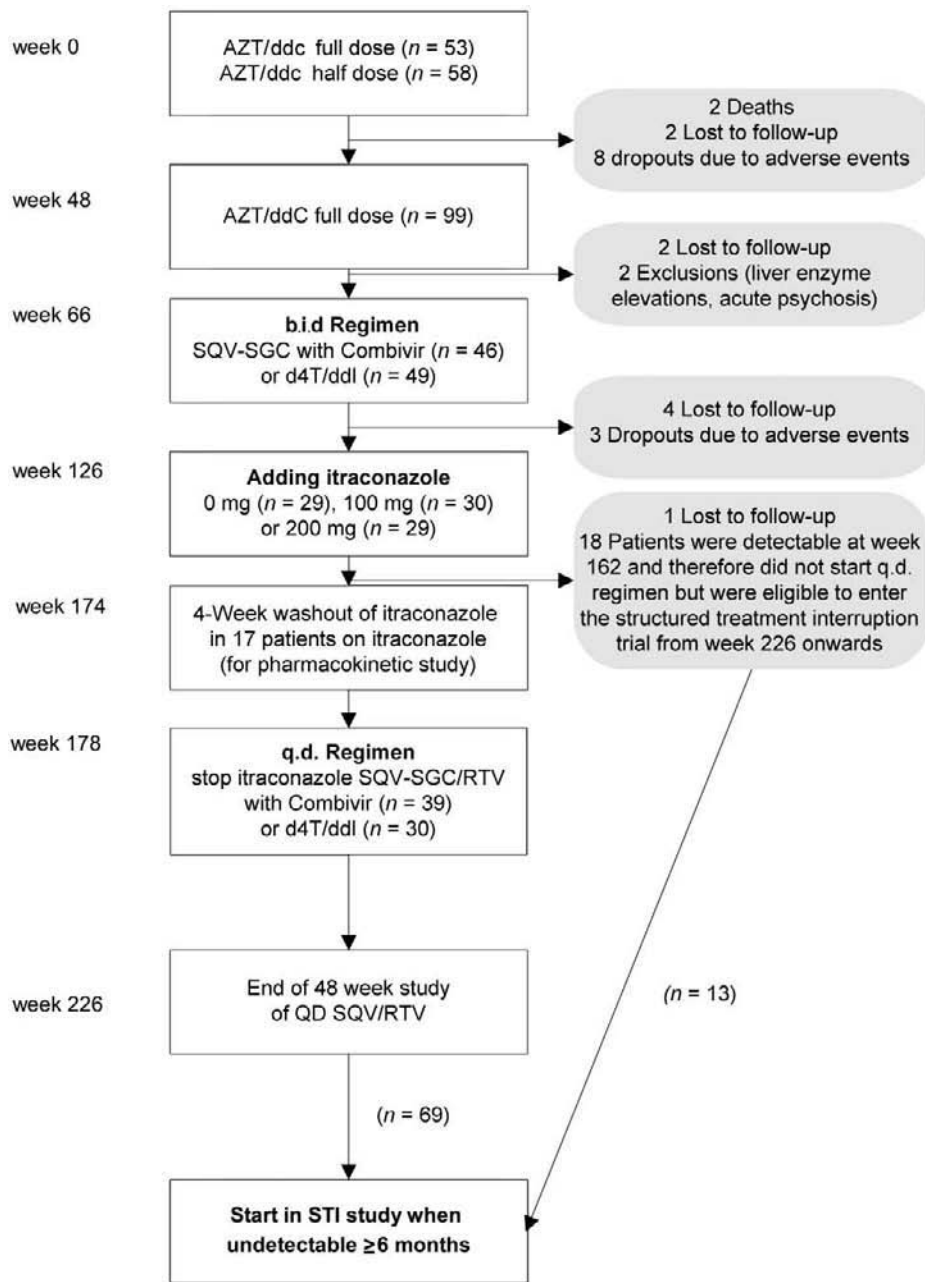 week 0
AZT/ddc full dose (n = 53)
AZT/ddc half dose (n = 58)
2 Deaths
2 Lost to follow-up
8 dropouts due to adverse events
week 48
AZT/ddC full dose (n = 99)
2 Lost to follow-up
2 Exclusions (liver enzyme
elevations, acute psychosis)
week 66
b.i.d Regimen
SQV-SGC with Combivir (n = 46)
or d4T/ddI (n = 49)
4 Lost to follow-up
3 Dropouts due to adverse events
week 126
Adding itraconazole
0 mg (n = 29), 100 mg (n = 30)
or 200 mg (n = 29)
1 Lost to follow-up
18 Patients were detectable at week
162 and therefore did not start q.d.
regimen but were eligible to enter
the structured treatment interruption
trial from week 226 onwards
week 174
4-Week washout of itraconazole
in 17 patients on itraconazole
(for pharmacokinetic study)
week 178
q.d. Regimen
stop itraconazole SQV-SGC/RTV
with Combivir (n = 39)
or d4T/ddI (n = 30)
week 226
End of 48 week study
of QD SQV/RTV
(n = 13)
(n = 69)
Start in STI study when
undetectable ≥6 months